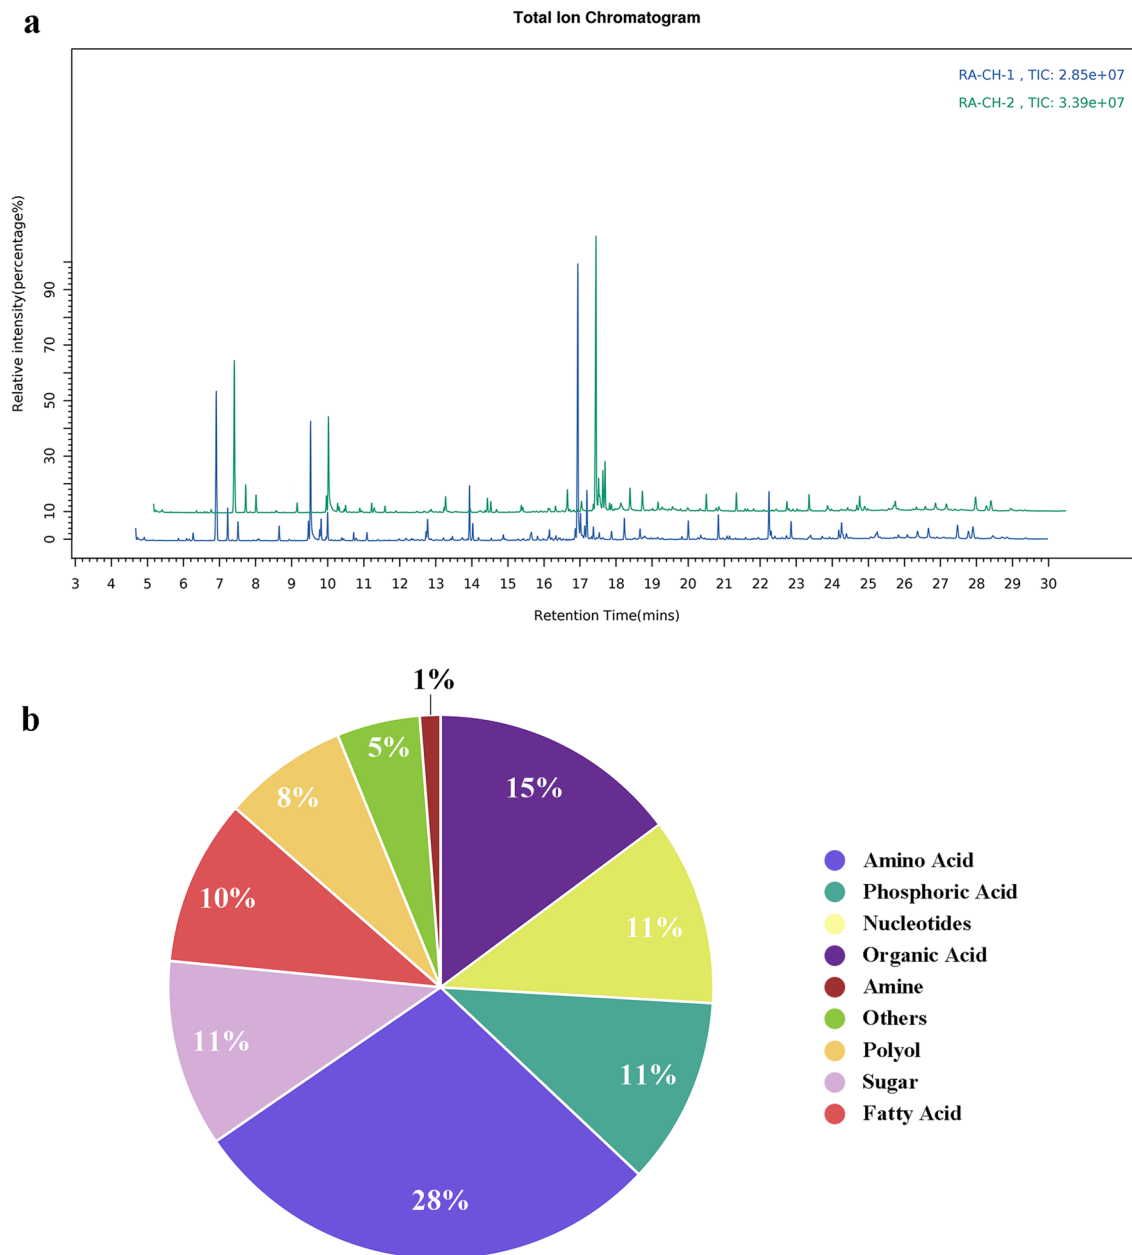 a
Total Ion Chromatogram
RA-CH-1 , TIC: 2.85e+07
RA-CH-2 , TIC: 3.39e+07
Relative intensity(percentage%)
90
70
50
30
10
0
3 4 5 6 7 8 9 10 11 12 13 14 15 16 17 18 19 20 21 22 23 24 25 26 27 28 29 30
Retention Time(mins)
b
1%
5%
15%
8%
10%
11%
11%
11%
28%
Amino Acid
Phosphoric Acid
Nucleotides
Organic Acid
Amine
Others
Polyol
Sugar
Fatty Acid